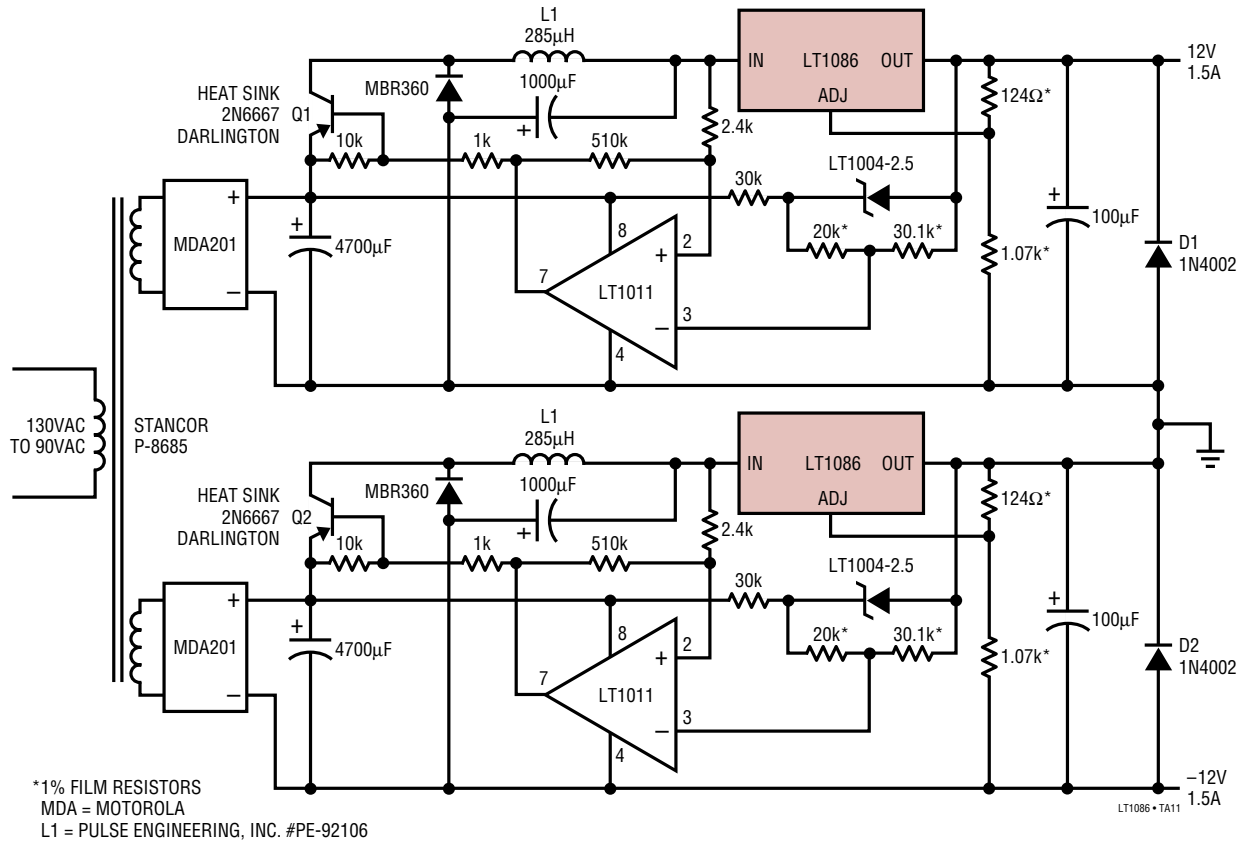 L1
285µH
1000µF
MBR360
HEAT SINK
2N6667
DARLINGTON
Q1
10k
1k
510k
2.4k
IN LT1086 OUT
ADJ
124Ω*
12V
1.5A
LT1004-2.5
30k
20k*
30.1k*
1.07k*
+
100µF
D1
1N4002
+
MDA201
–
+
4700µF
8
2
+
7
LT1011
3
–
4
130VAC
TO 90VAC
STANCOR
P-8685
L1
285µH
1000µF
+
+
MBR360
HEAT SINK
2N6667
DARLINGTON
Q2
10k
1k
510k
2.4k
IN LT1086 OUT
ADJ
124Ω*
LT1004-2.5
30k
20k*
30.1k*
1.07k*
+
100µF
D2
1N4002
+
MDA201
–
+
4700µF
8
2
+
7
LT1011
3
–
4
–12V
1.5A
LT1086 • TA11
*1% FILM RESISTORS
MDA = MOTOROLA
L1 = PULSE ENGINEERING, INC. #PE-92106